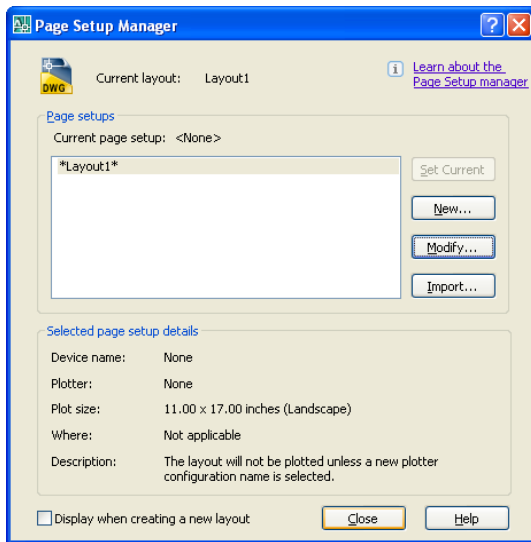 Page Setup Manager
DWG
Current layout: Layout1
Learn about the
Page Setup manager
Page setups
Current page setup: <None>
*Layout1*
Set Current
New...
Modify...
Import...
Selected page setup details
Device name: None
Plotter: None
Plot size: 11.00 x 17.00 inches (Landscape)
Where: Not applicable
Description: The layout will not be plotted unless a new plotter
configuration name is selected.
Display when creating a new layout
Close
Help